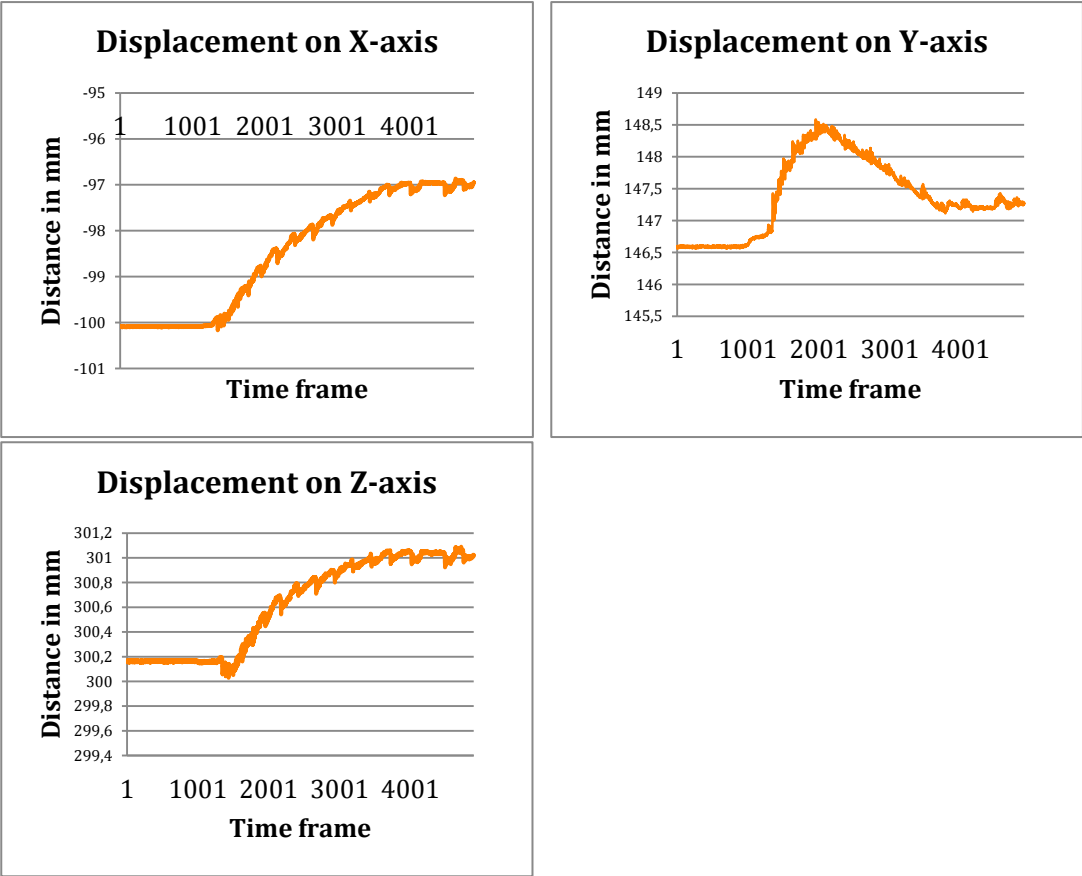 Displacement on X-axis
-95
1 1001 2001 3001 4001
-96
-97
-98
-99
-100
-101
Distance in mm
Time frame
Displacement on Y-axis
149
148,5
148
147,5
147
146,5
146
145,5
Distance in mm
1 1001 2001 3001 4001
Time frame
Displacement on Z-axis
301,2
301
300,8
300,6
300,4
300,2
300
299,8
299,6
299,4
Distance in mm
1 1001 2001 3001 4001
Time frame